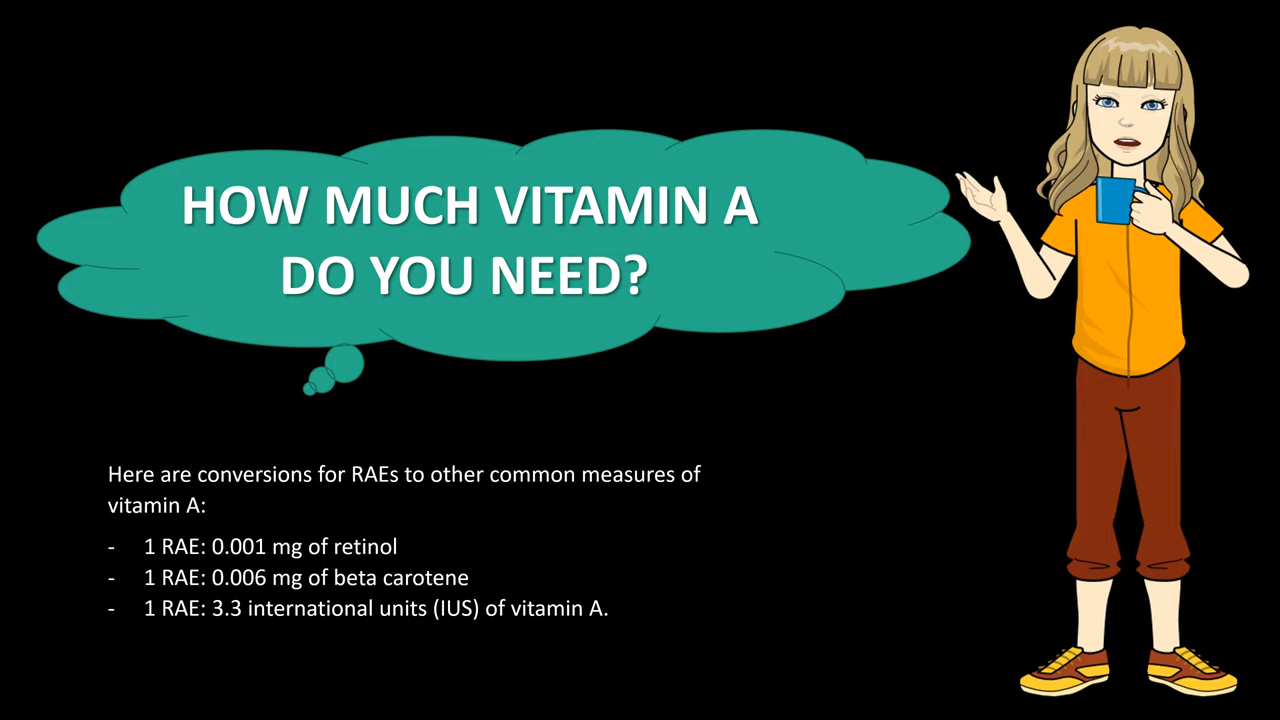 HOW MUCH VITAMIN A
DO YOU NEED?
Here are conversions for RAEs to other common measures of
vitamin A:
- 1 RAE: 0.001 mg of retinol
- 1 RAE: 0.006 mg of beta carotene
- 1 RAE: 3.3 international units (IUS) of vitamin A.